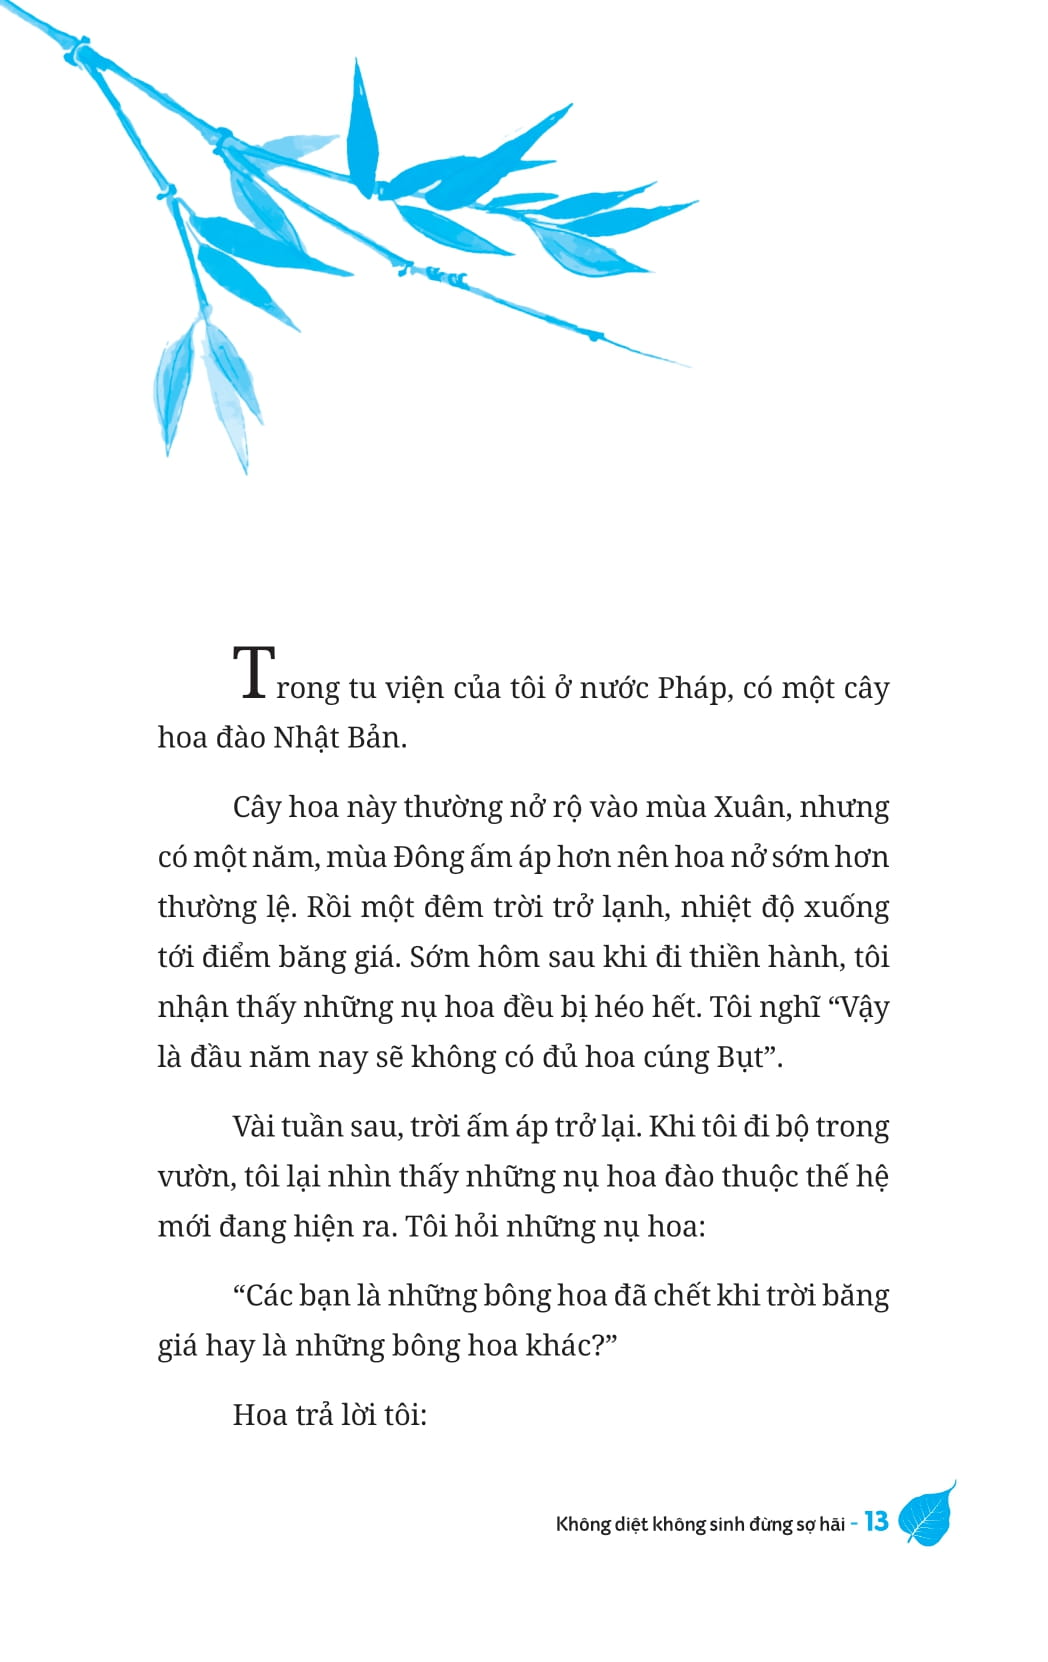 Trong tu viện của tôi ở nước Pháp, có một cây
hoa đào Nhật Bản.
Cây hoa này thường nở rộ vào mùa Xuân, nhưng
có một năm, mùa Đông ấm áp hơn nên hoa nở sớm hơn
thường lệ. Rồi một đêm trời trở lạnh, nhiệt độ xuống
tới điểm băng giá. Sớm hôm sau khi đi thiền hành, tôi
nhận thấy những nụ hoa đều bị héo hết. Tôi nghĩ “Vậy
là đầu năm nay sẽ không có đủ hoa cúng Bụt”.
Vài tuần sau, trời ấm áp trở lại. Khi tôi đi bộ trong
vườn, tôi lại nhìn thấy những nụ hoa đào thuộc thế hệ
mới đang hiện ra. Tôi hỏi những nụ hoa:
“Các bạn là những bông hoa đã chết khi trời băng
giá hay là những bông hoa khác?”
Hoa trả lời tôi:
Không diệt không sinh đừng sợ hãi - 13